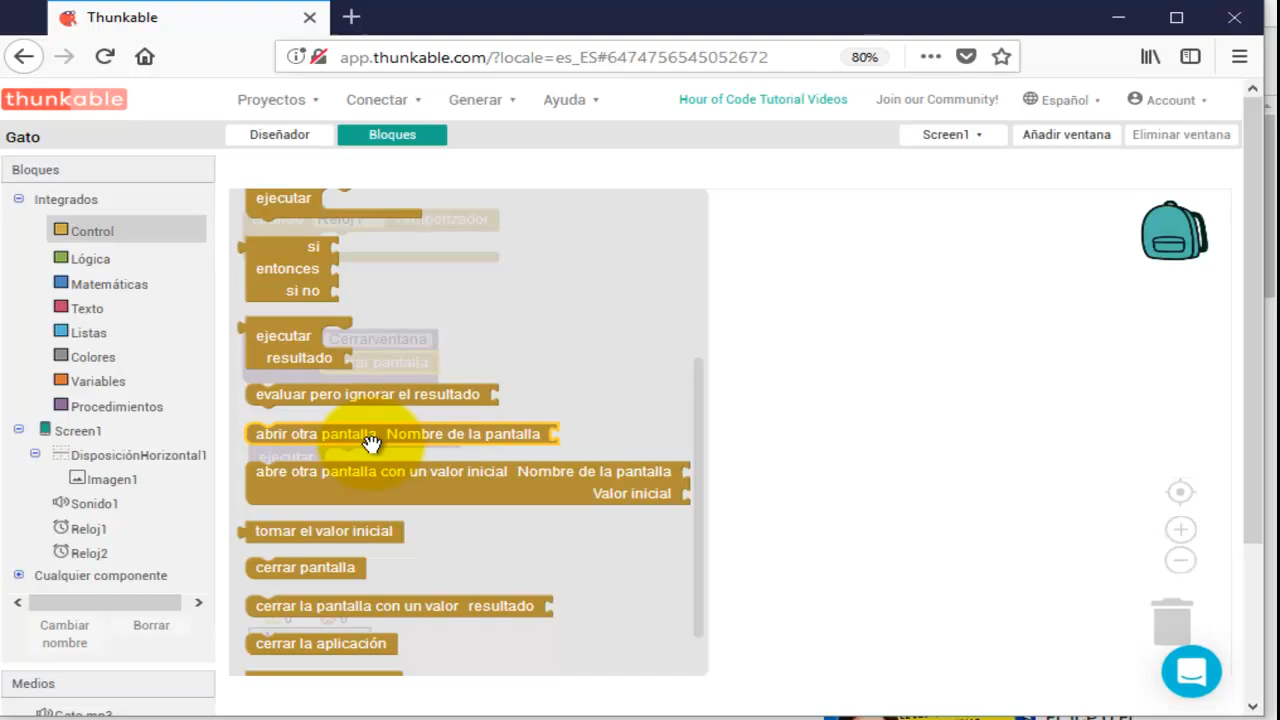 Thunkable
app.thunkable.com/?locale=es_ES#6474756545052672
80%
thunkable
Proyectos
Conectar
Generar
Ayuda
Hour of Code Tutorial Videos
Join our Community!
Español
Account
Gato
Diseñador
Bloques
Screen1
Añadir ventana
Eliminar ventana
Bloques
Integrados
Control
Lógica
Matemáticas
Texto
Listas
Colores
Variables
Procedimientos
Screen1
DisposiciónHorizontal1
Imagen1
Sonido1
Reloj1
Reloj2
Cualquier componente
Cambiar nombre
Borrar
Medios
Gato.mp3
ejecutar
si
entonces
si no
ejecutar
Cerrarventana
resultado
pantalla
evaluar pero ignorar el resultado
abrir otra pantalla Nombre de la pantalla
ejecutar
abre otra pantalla con un valor inicial Nombre de la pantalla
Valor inicial
tomar el valor inicial
cerrar pantalla
cerrar la pantalla con un valor resultado
cerrar la aplicación